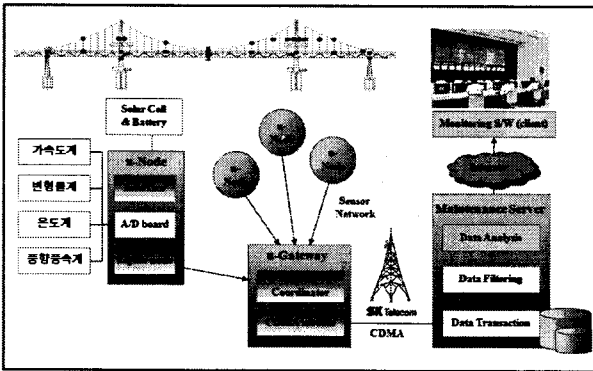 Solar Cell
& Battery
u-Node
A/D board
가속도계
변형률계
온도계
풍향풍속계
Sensor
Network
u-Gateway
Coordinator
SK Telecom
CDMA
Monitoring S/W (client)
Maintenance Server
Data Analysis
Data Filtering
Data Transaction